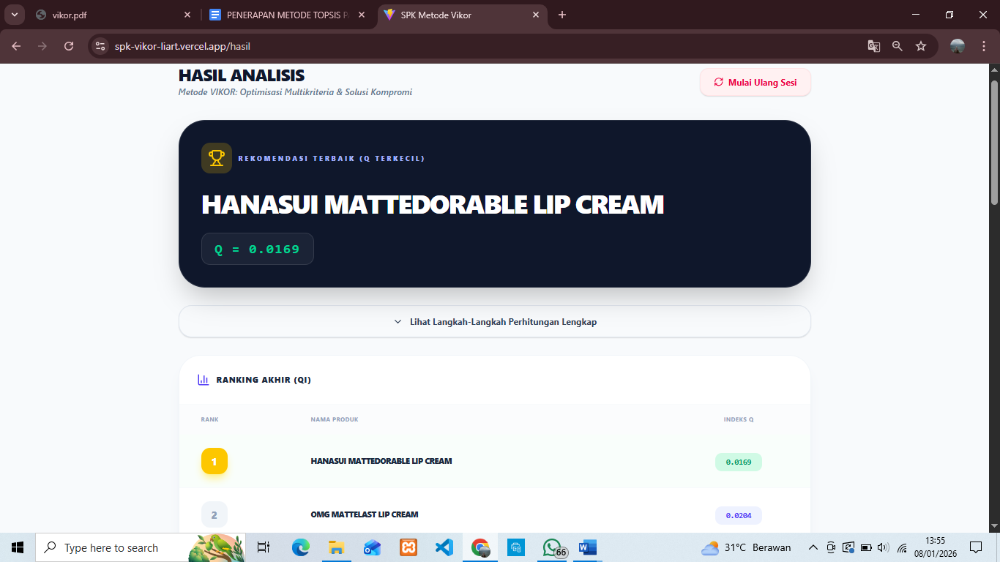 vikor.pdf
PENERAPAN METODE TOPSIS
SPK Metode Vikor
spk-vikor-liart.vercel.app/hasil
HASIL ANALISIS
Metode VIKOR: Optimisasi Multikriteria & Solusi Kompromi
Mulai Ulang Sesi
REKOMENDASI TERBAIK (Q TERKECIL)
HANASUI MATTEDORABLE LIP CREAM
Q = 0.0169
Lihat Langkah-Langkah Perhitungan Lengkap
RANKING AKHIR (QI)
RANK NAMA PRODUK INDEKS Q
1 HANASUI MATTEDORABLE LIP CREAM 0.0169
2 OMG MATTELAST LIP CREAM 0.0204
Type here to search
66
31°C Berawan
13:55
08/01/2026